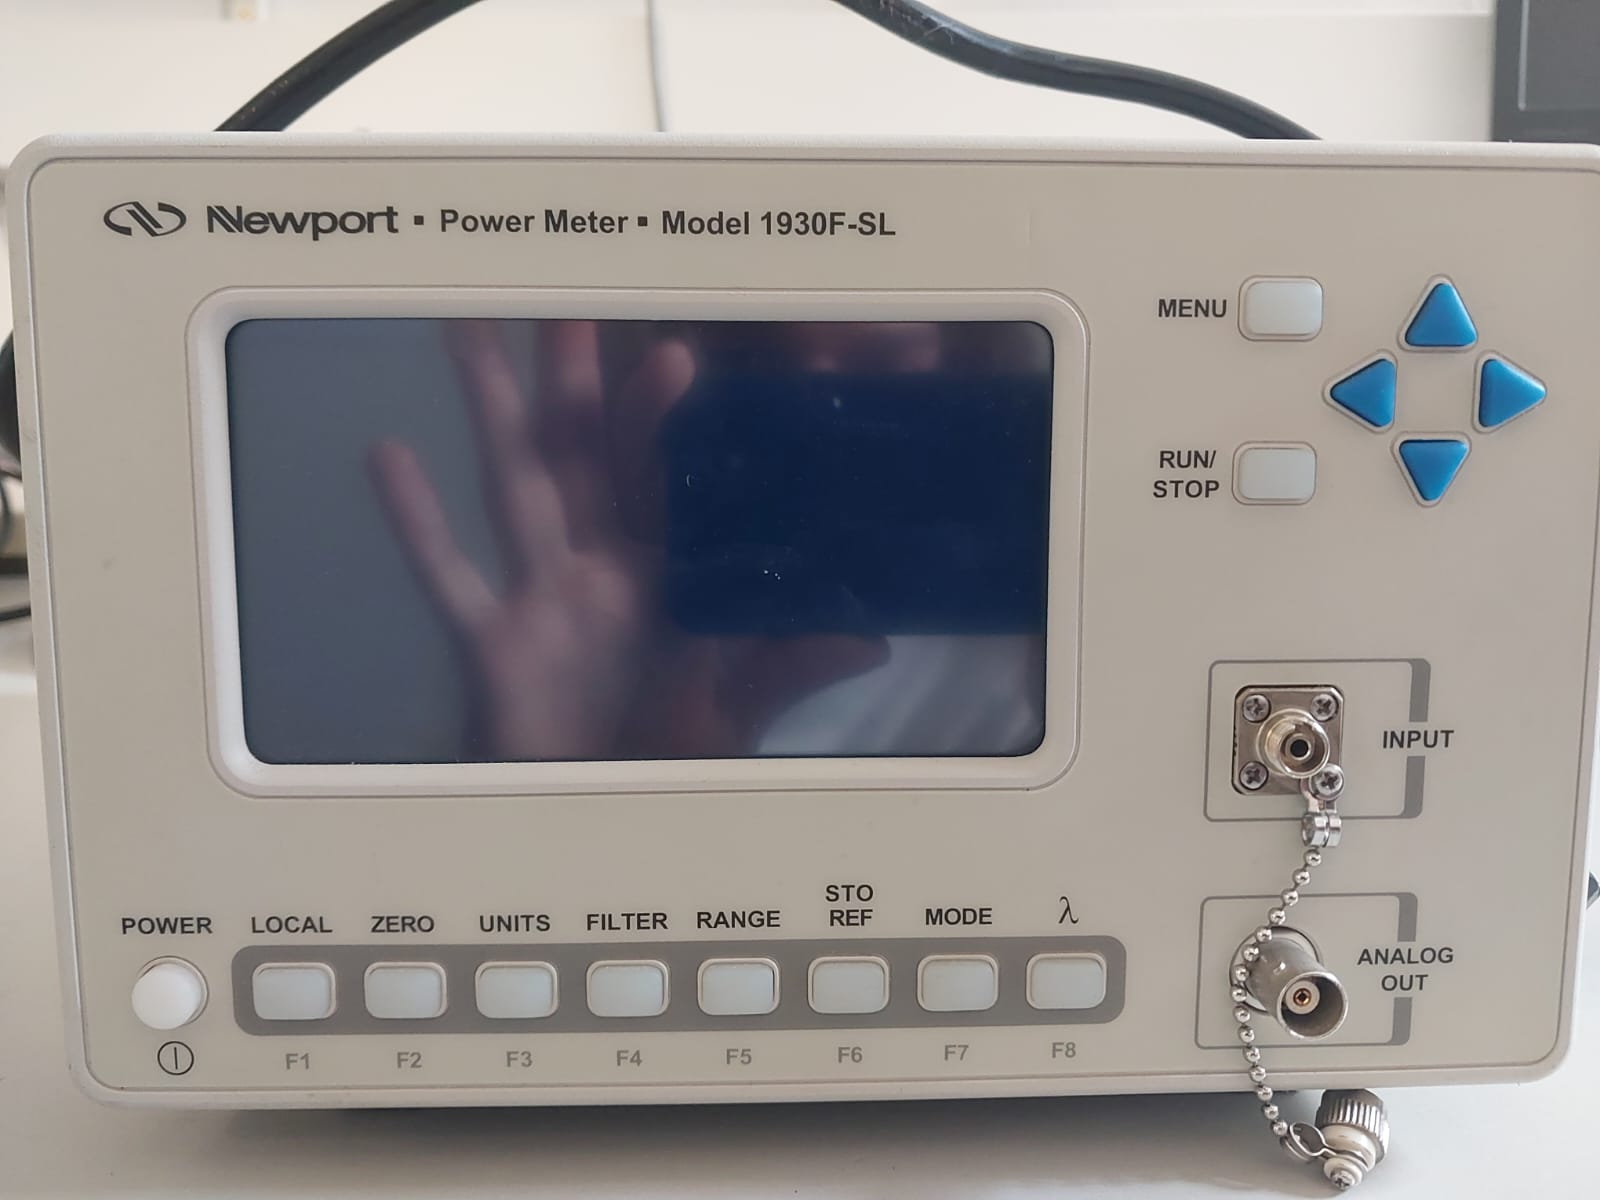 Newport ▪ Power Meter ▪ Model 1930F-SL
MENU
RUN/
STOP
INPUT
ANALOG
OUT
POWER LOCAL ZERO UNITS FILTER RANGE STO REF MODE λ
F1 F2 F3 F4 F5 F6 F7 F8